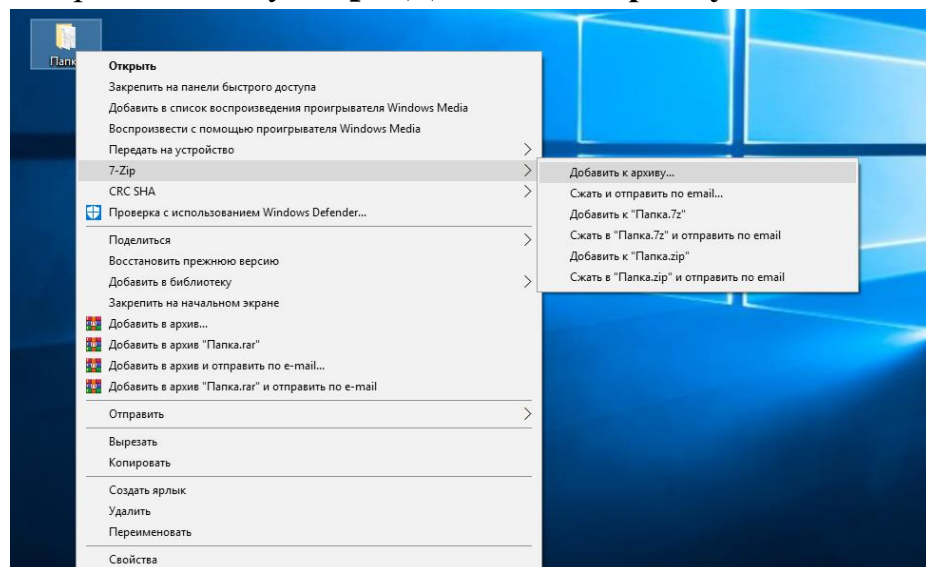 Открыть
Закрепить на панели быстрого доступа
Добавить в список воспроизведения проигрывателя Windows Media
Воспроизвести с помощью проигрывателя Windows Media
Передать на устройство
7-Zip
CRC SHA
Проверка с использованием Windows Defender...
Поделиться
Восстановить прежнюю версию
Добавить в библиотеку
Закрепить на начальном экране
Добавить в архив...
Добавить в архив "Папка.rar"
Добавить в архив и отправить по e-mail...
Добавить в архив "Папка.rar" и отправить по e-mail
Отправить
Вырезать
Копировать
Создать ярлык
Удалить
Переименовать
Свойства
Добавить к архиву...
Сжать и отправить по email...
Добавить к "Папка.7z"
Сжать в "Папка.7z" и отправить по email
Добавить к "Папка.zip"
Сжать в "Папка.zip" и отправить по email